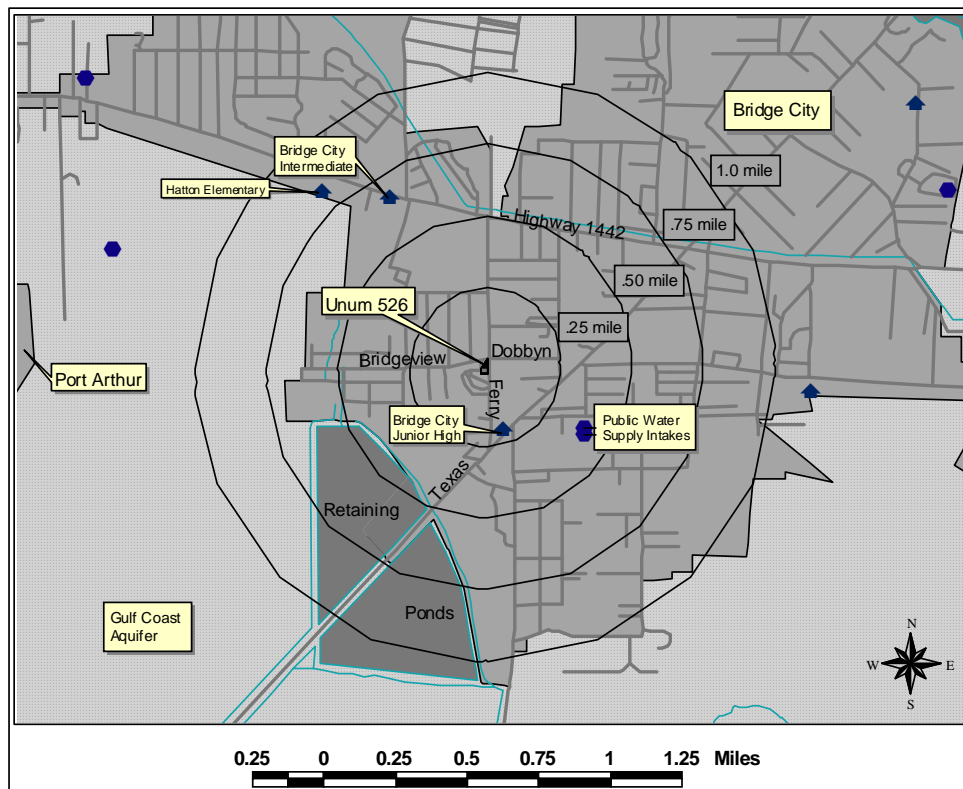 Bridge City
Bridge City
Intermediate
1.0 mile
Hatton Elementary
Highway 1442
.75 mile
.50 mile
Unum 526
.25 mile
Dobbyn
Bridgeview
Port Arthur
Ferry
Bridge City
Junior High
Public Water
Supply Intakes
Texas
Retaining
Ponds
Gulf Coast
Aquifer
N
W
E
S
0.25 0 0.25 0.5 0.75 1 1.25 Miles